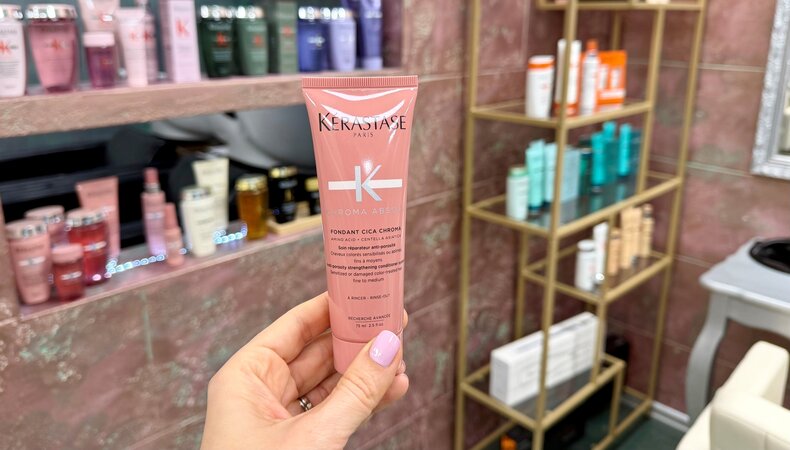 KÉRASTASE
PARIS
K
CHROMA ABSOLU
FONDANT CICA CHROMA
AMINO ACID + CENTELLA ASIATICA
Soin réparateur anti-porosité
Cheveux colorés sensibilisés ou abîmés,
fins à moyens
Anti-porosity strengthening conditioner
Sensitized or damaged color-treated hair,
fine to medium
À RINCER - RINSE-OUT
RECHERCHE AVANCÉE
75 ml 2.5 fl.oz.